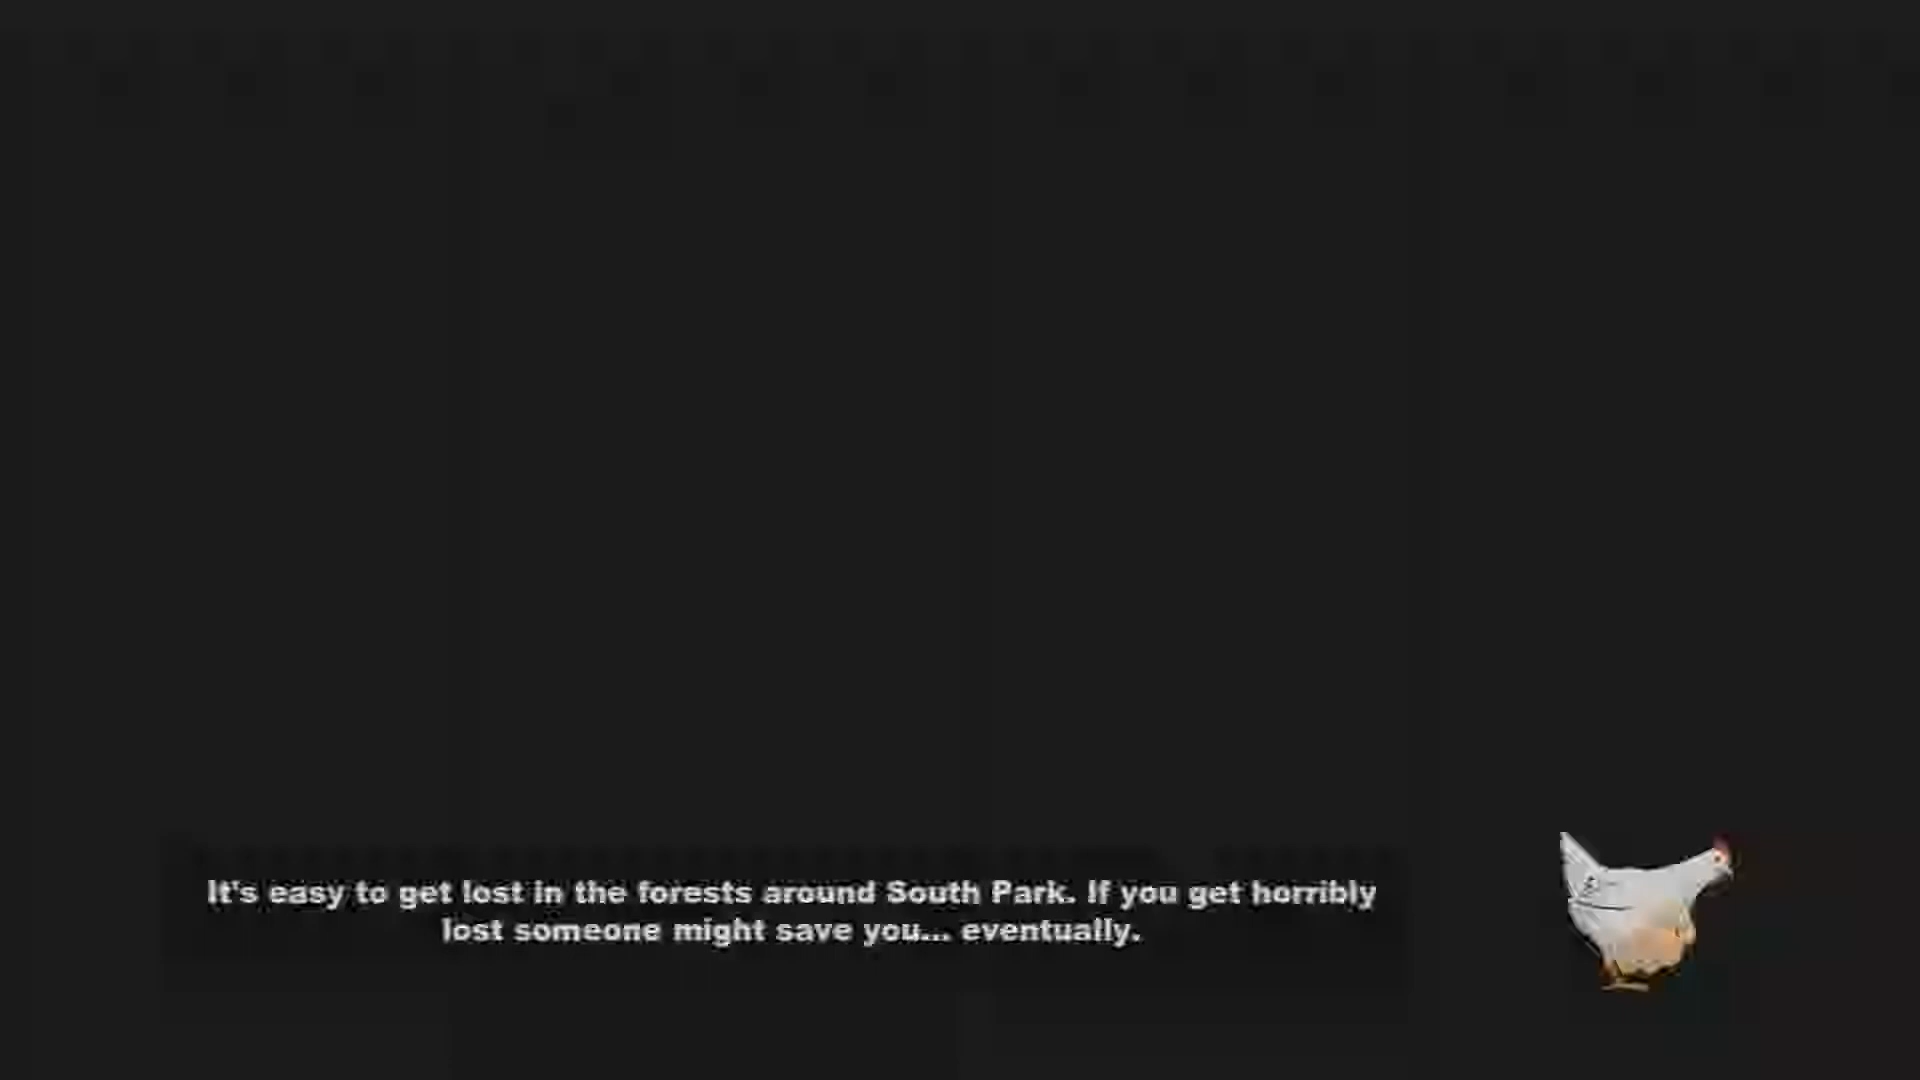 It's easy to get lost in the forests around South Park. If you get horribly
lost someone might save you... eventually.